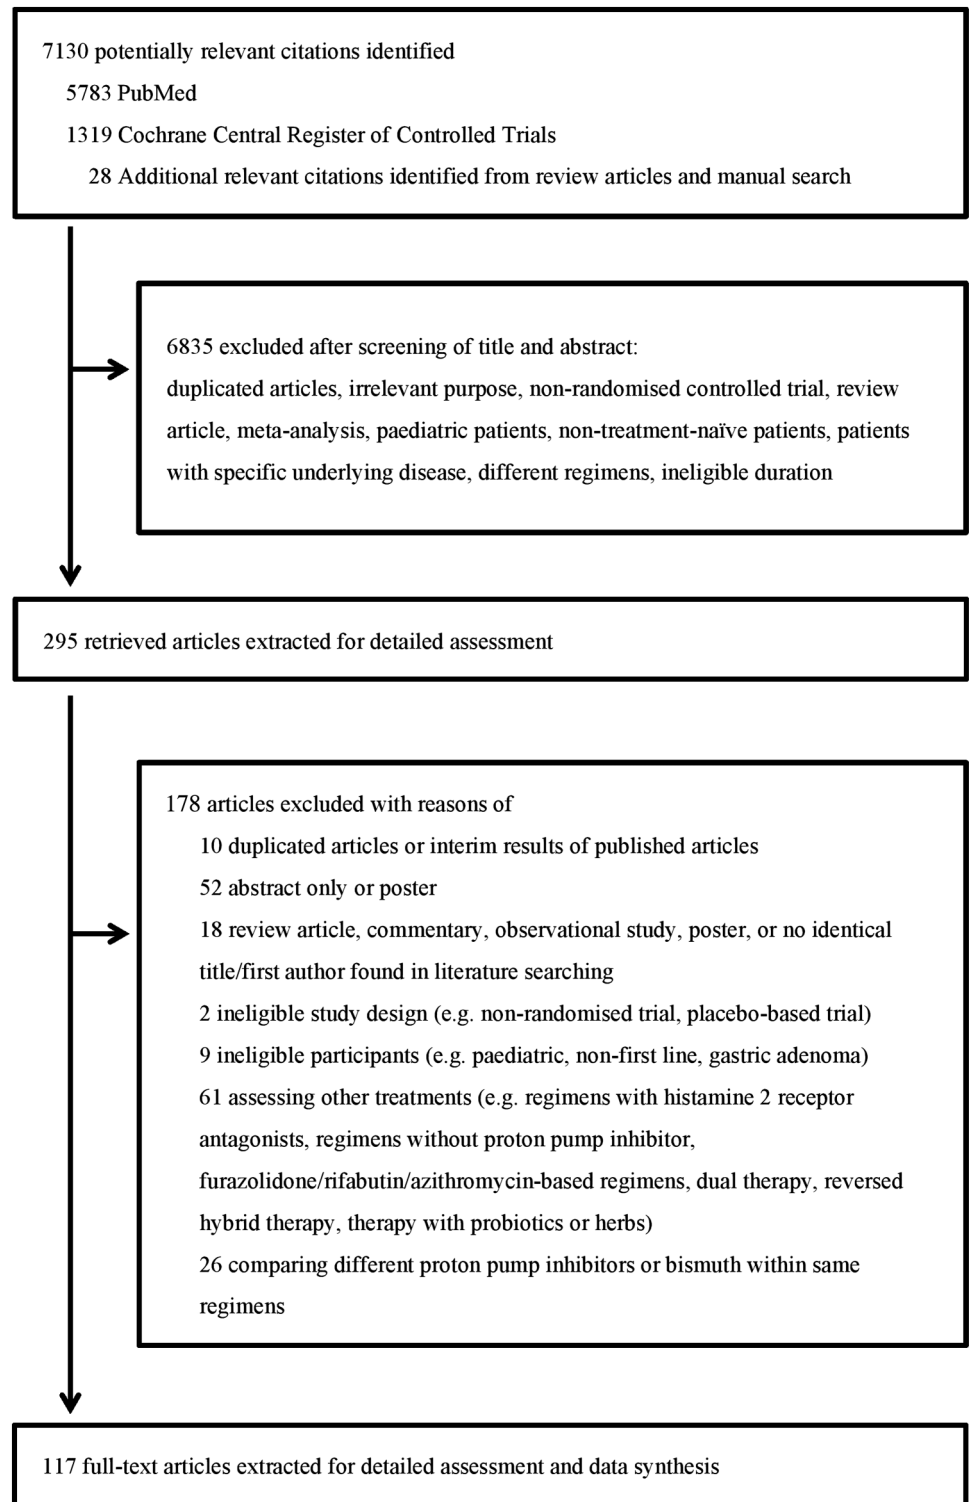 7130 potentially relevant citations identified
5783 PubMed
1319 Cochrane Central Register of Controlled Trials
28 Additional relevant citations identified from review articles and manual search
6835 excluded after screening of title and abstract:
duplicated articles, irrelevant purpose, non-randomised controlled trial, review
article, meta-analysis, paediatric patients, non-treatment-naïve patients, patients
with specific underlying disease, different regimens, ineligible duration
295 retrieved articles extracted for detailed assessment
178 articles excluded with reasons of
10 duplicated articles or interim results of published articles
52 abstract only or poster
18 review article, commentary, observational study, poster, or no identical
title/first author found in literature searching
2 ineligible study design (e.g. non-randomised trial, placebo-based trial)
9 ineligible participants (e.g. paediatric, non-first line, gastric adenoma)
61 assessing other treatments (e.g. regimens with histamine 2 receptor
antagonists, regimens without proton pump inhibitor,
furazolidone/rifabutin/azithromycin-based regimens, dual therapy, reversed
hybrid therapy, therapy with probiotics or herbs)
26 comparing different proton pump inhibitors or bismuth within same
regimens
117 full-text articles extracted for detailed assessment and data synthesis